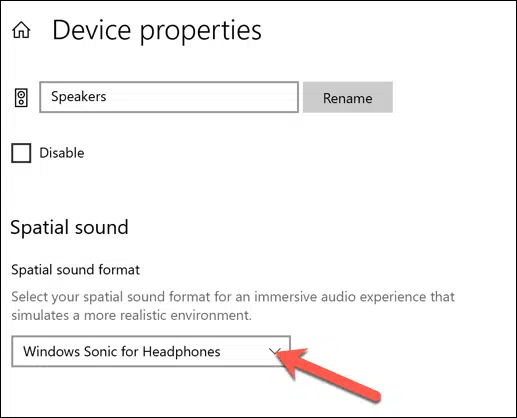 Device properties
Speakers
Rename
Disable
Spatial sound
Spatial sound format
Select your spatial sound format for an immersive audio experience that
simulates a more realistic environment.
Windows Sonic for Headphones